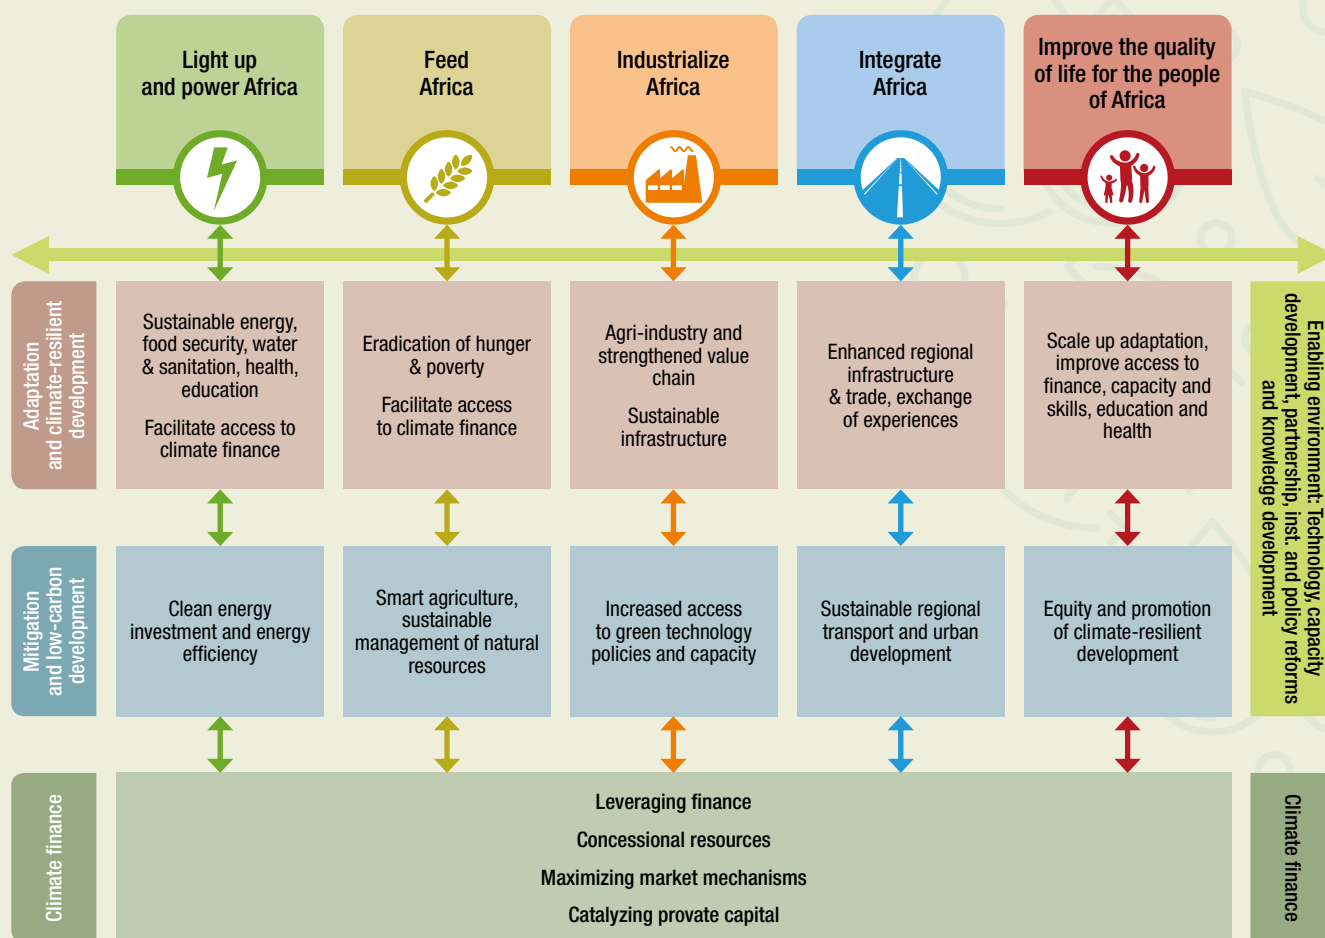 Light up
and power Africa
Feed
Africa
Industrialize
Africa
Integrate
Africa
Improve the quality
of life for the people
of Africa
Adaptation
and climate-resilient
development
Sustainable energy,
food security, water
& sanitation, health,
education
Facilitate access to
climate finance
Eradication of hunger
& poverty
Facilitate access
to climate finance
Agri-industry and
strengthened value
chain
Sustainable
infrastructure
Enhanced regional
infrastructure
& trade, exchange
of experiences
Scale up adaptation,
improve access to
finance, capacity and
skills, education and
health
Enabling environment: Technology, capacity
development, partnership, inst. and policy reforms
and knowledge development
Mitigation
and low-carbon
development
Clean energy
investment and energy
efficiency
Smart agriculture,
sustainable
management of natural
resources
Increased access
to green technology
policies and capacity
Sustainable regional
transport and urban
development
Equity and promotion
of climate-resilient
development
Climate finance
Leveraging finance
Concessional resources
Maximizing market mechanisms
Catalyzing provate capital
Climate finance